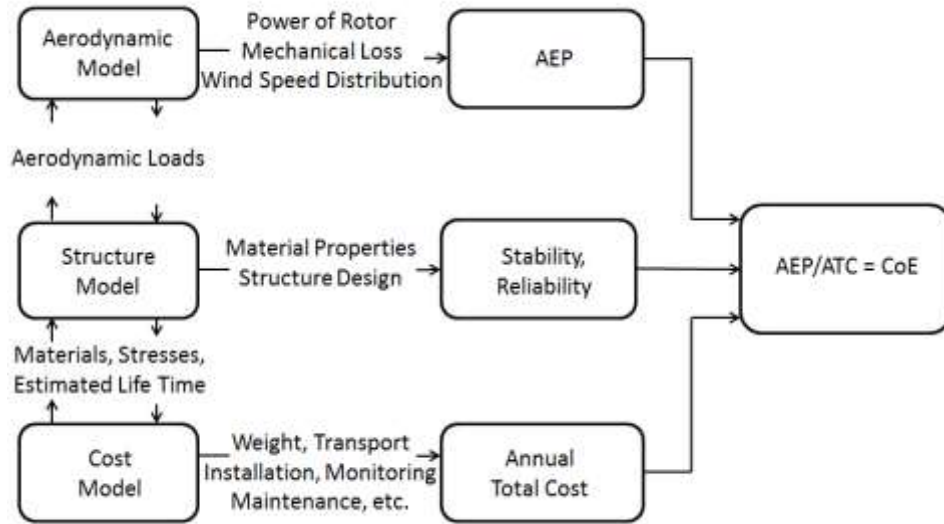 Aerodynamic
Model
Power of Rotor
Mechanical Loss
Wind Speed Distribution
AEP
Aerodynamic Loads
Structure
Model
Material Properties
Structure Design
Stability,
Reliability
AEP/ATC = CoE
Materials, Stresses,
Estimated Life Time
Cost
Model
Weight, Transport
Installation, Monitoring
Maintenance, etc.
Annual
Total Cost